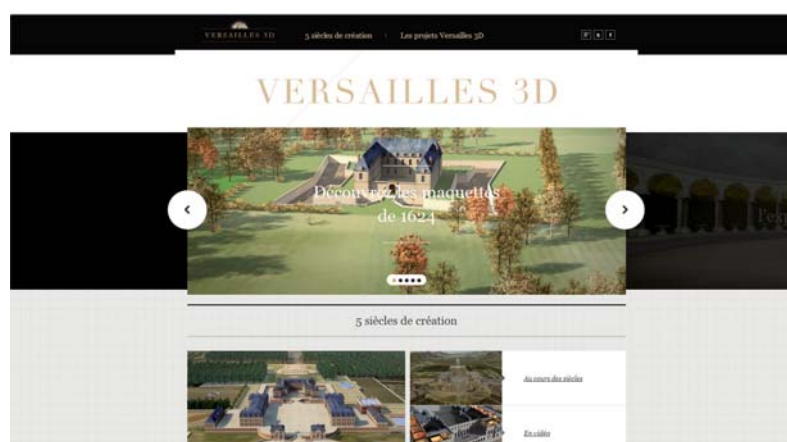 VERSAILLES 3D
5 siècles de création
Les projets Versailles 3D
VERSAILLES 3D
Découvrez les maquettes
de 1624
5 siècles de création
Au cours des siècles
En vidéo